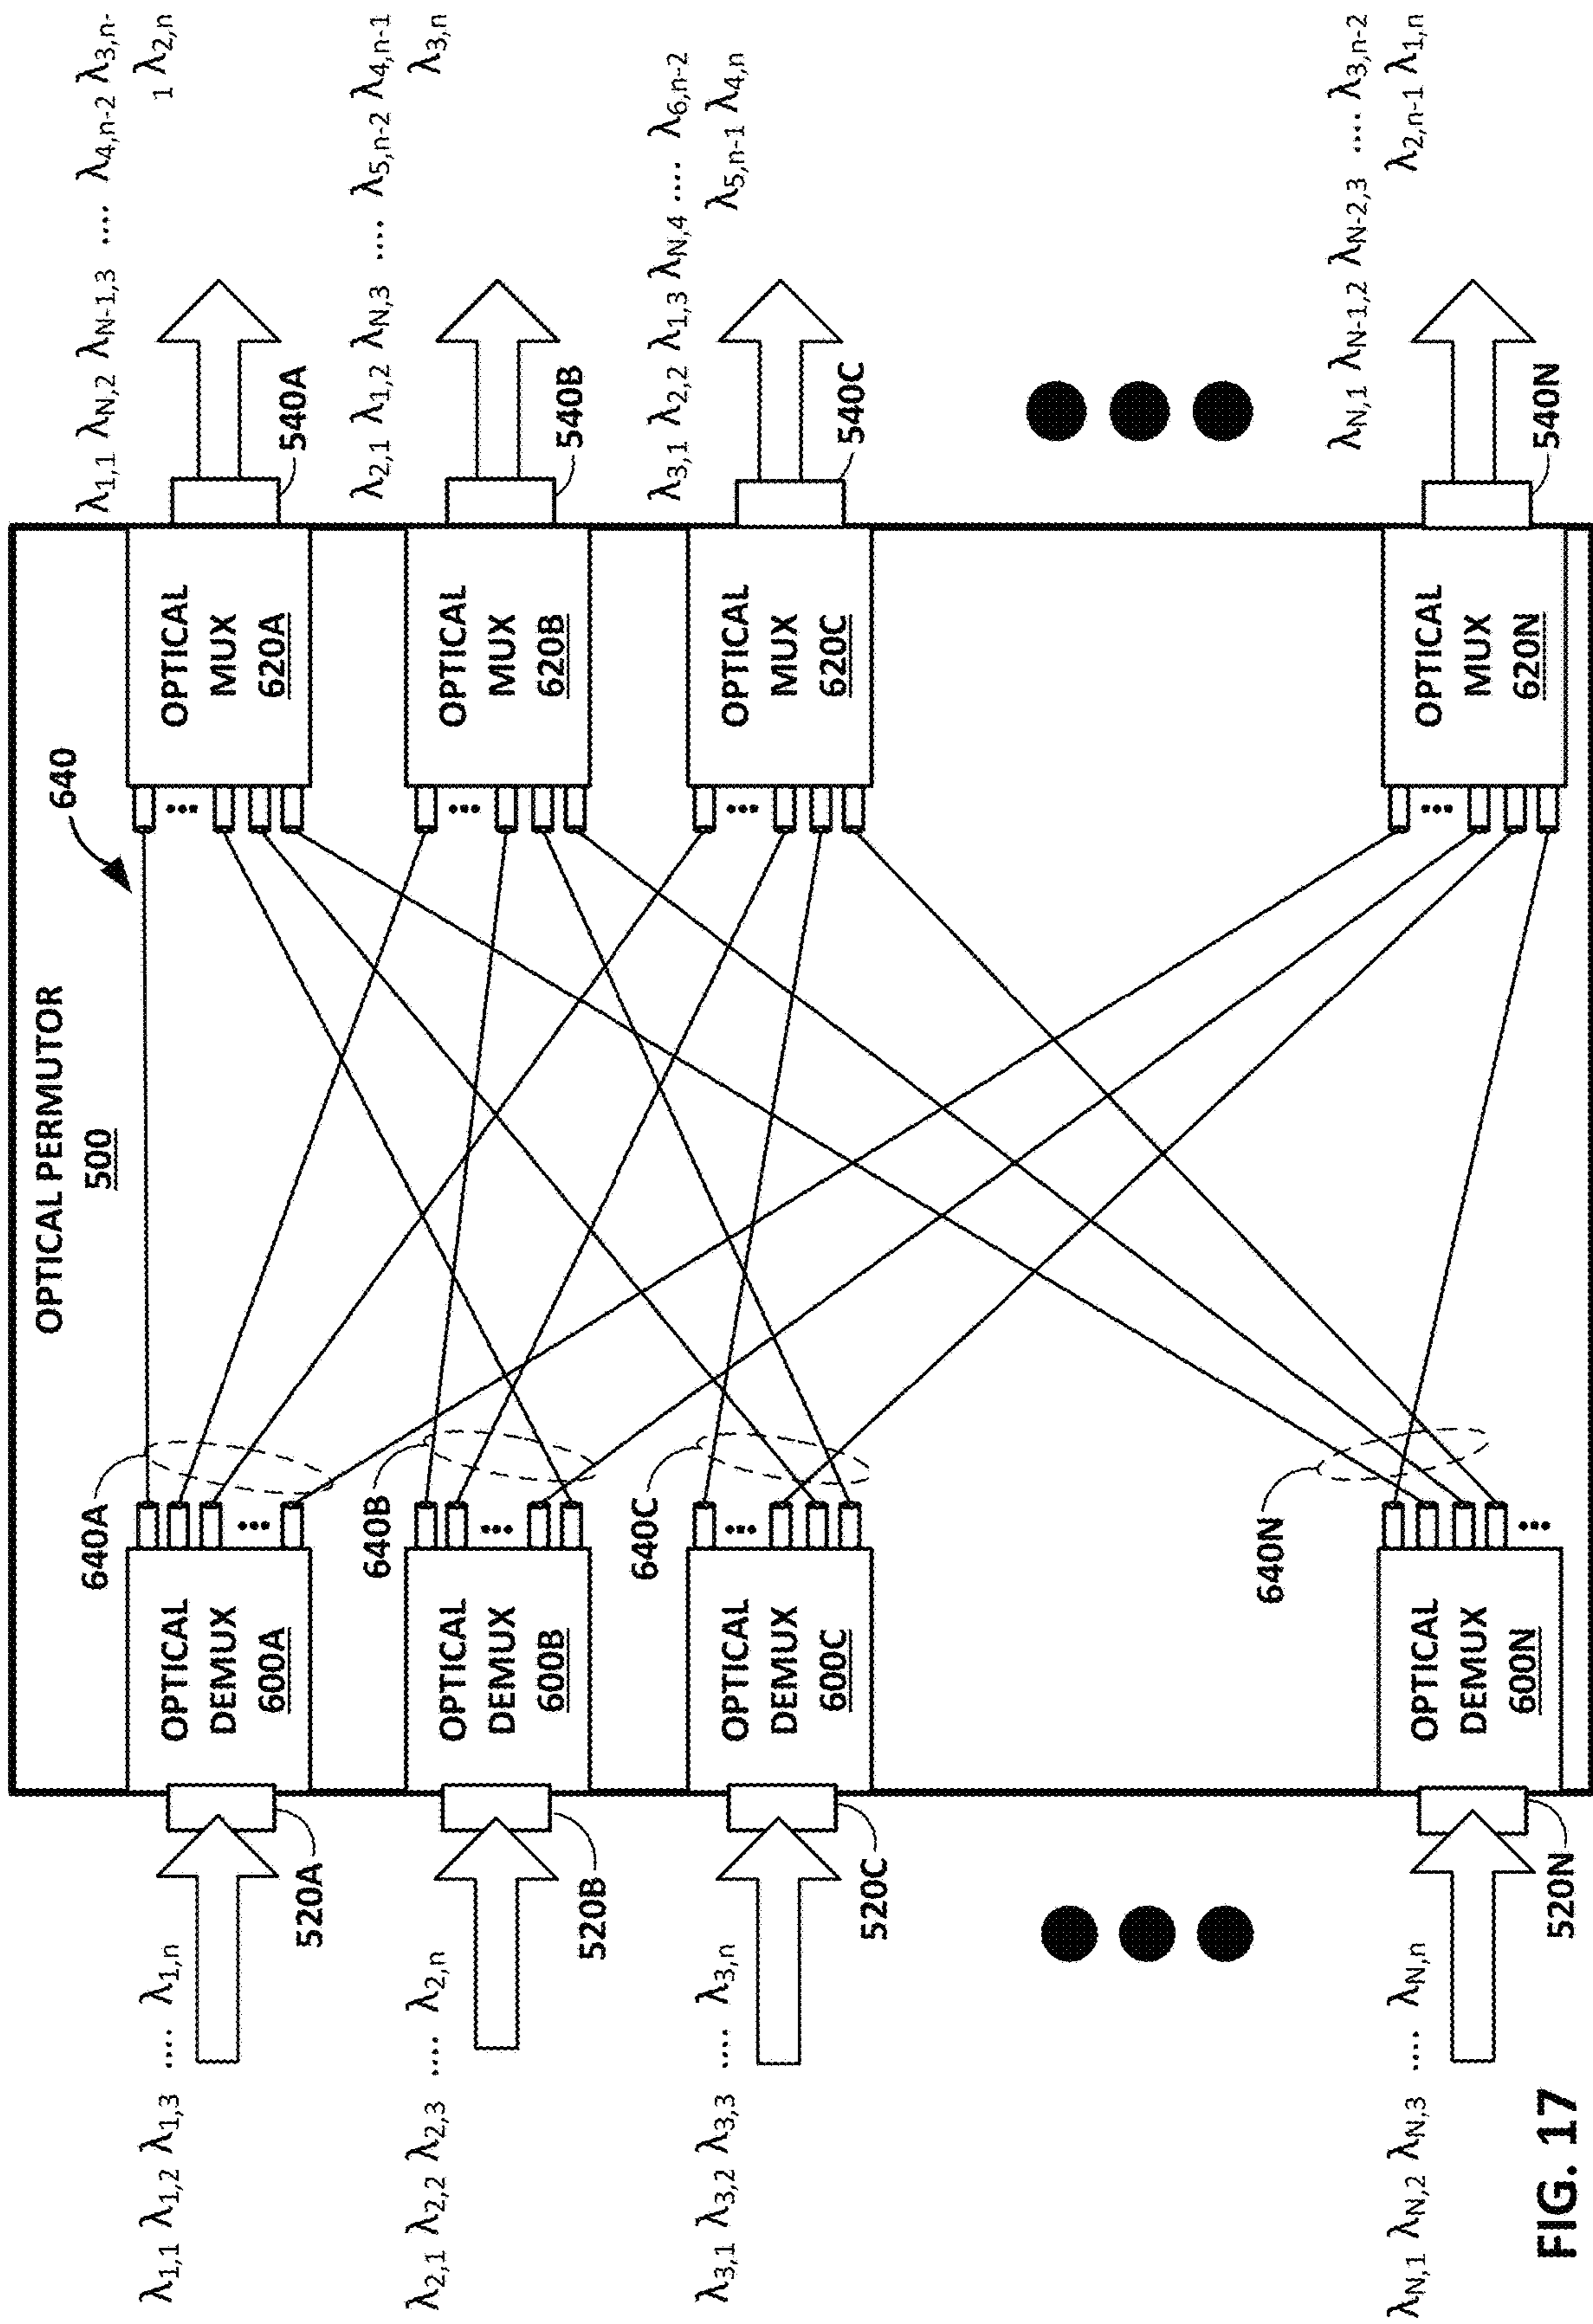 OPTICAL PERMUTOR
500
640
λ1,1 λ1,2 λ1,3 .... λ1,n
520A
OPTICAL
DEMUX
600A
640A
OPTICAL
MUX
620A
540A
λ1,1 λN,2 λN-1,3 .... λ4,n-2 λ3,n-
1 λ2,n
λ2,1 λ2,2 λ2,3 .... λ2,n
520B
OPTICAL
DEMUX
600B
640B
OPTICAL
MUX
620B
540B
λ2,1 λ1,2 λN,3 .... λ5,n-2 λ4,n-1
λ3,n
λ3,1 λ3,2 λ3,3 .... λ3,n
520C
OPTICAL
DEMUX
600C
640C
OPTICAL
MUX
620C
540C
λ3,1 λ2,2 λ1,3 λN,4 .... λ6,n-2
λ5,n-1 λ4,n
λN,1 λN,2 λN,3 .... λN,n
520N
OPTICAL
DEMUX
600N
640N
OPTICAL
MUX
620N
540N
λN,1 λN-1,2 λN-2,3 .... λ3,n-2
λ2,n-1 λ1,n
FIG. 17